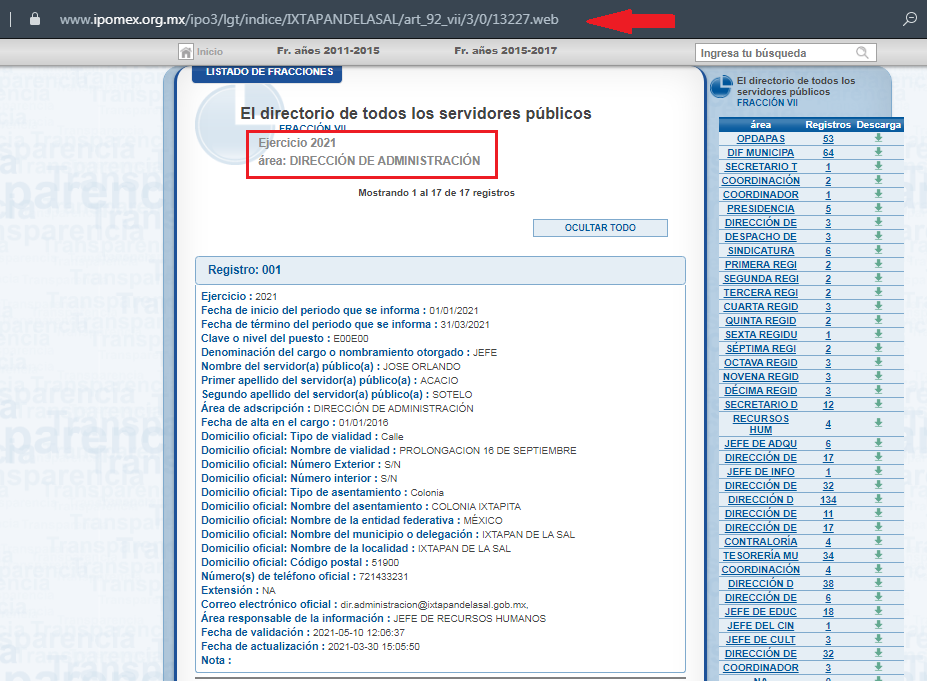 www.ipomex.org.mx/ipo3/lgt/indice/IXTAPANDELASAL/art_92_vii/3/0/13227.web
Inicio
Fr. años 2011-2015
Fr. años 2015-2017
Ingresa tu búsqueda
LISTADO DE FRACCIONES
El directorio de todos los servidores públicos
FRACCIÓN VII
Ejercicio 2021
área: DIRECCIÓN DE ADMINISTRACIÓN
Mostrando 1 al 17 de 17 registros
OCULTAR TODO
Registro: 001
Ejercicio : 2021
Fecha de inicio del periodo que se informa : 01/01/2021
Fecha de término del periodo que se informa : 31/03/2021
Clave o nivel del puesto : E00E00
Denominación del cargo o nombramiento otorgado : JEFE
Nombre del servidor(a) público(a) : JOSE ORLANDO
Primer apellido del servidor(a) público(a) : ACACIO
Segundo apellido del servidor(a) público(a) : SOTELO
Área de adscripción : DIRECCIÓN DE ADMINISTRACIÓN
Fecha de alta en el cargo : 01/01/2016
Domicilio oficial: Tipo de vialidad : Calle
Domicilio oficial: Nombre de vialidad : PROLONGACION 16 DE SEPTIEMBRE
Domicilio oficial: Número Exterior : S/N
Domicilio oficial: Número interior : S/N
Domicilio oficial: Tipo de asentamiento : Colonia
Domicilio oficial: Nombre del asentamiento : COLONIA IXTAPITA
Domicilio oficial: Nombre de la entidad federativa : MÉXICO
Domicilio oficial: Nombre del municipio o delegación : IXTAPAN DE LA SAL
Domicilio oficial: Nombre de la localidad : IXTAPAN DE LA SAL
Domicilio oficial: Código postal : 51900
Número(s) de teléfono oficial : 721433231
Extensión : NA
Correo electrónico oficial : dir.administracion@ixtapandelasal.gob.mx,
Área responsable de la información : JEFE DE RECURSOS HUMANOS
Fecha de validación : 2021-05-10 12:06:37
Fecha de actualización : 2021-03-30 15:05:50
Nota :
El directorio de todos los
servidores públicos
FRACCIÓN VII
área Registros Descarga
OPDAPAS 53
DIF MUNICIPA 64
SECRETARIO T 1
COORDINACIÓN 2
COORDINADOR 1
PRESIDENCIA 5
DIRECCIÓN DE 3
DESPACHO DE 3
SINDICATURA 6
PRIMERA REGI 2
SEGUNDA REGI 2
TERCERA REGI 2
CUARTA REGID 3
QUINTA REGID 2
SEXTA REGIDU 1
SÉPTIMA REGI 2
OCTAVA REGID 3
NOVENA REGID 3
DÉCIMA REGID 3
SECRETARIO D 12
RECURSOS
HUM 4
JEFE DE ADQU 6
DIRECCIÓN DE 17
JEFE DE INFO 1
DIRECCIÓN DE 32
DIRECCIÓN D 134
DIRECCIÓN DE 11
DIRECCIÓN DE 17
CONTRALORÍA 4
TESORERÍA MU 34
COORDINACIÓN 4
DIRECCIÓN D 38
DIRECCIÓN DE 6
JEFE DE EDUC 18
JEFE DEL CIN 1
JEFE DE CULT 3
DIRECCIÓN DE 32
COORDINADOR 3